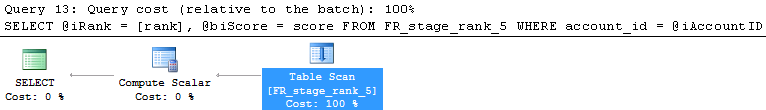 Query 13: Query cost (relative to the batch): 100%
SELECT @iRank = [rank], @biScore = score FROM FR_stage_rank_5 WHERE account_id = @iAccountID
SELECT
Cost: 0 %
Compute Scalar
Cost: 0 %
Table Scan
[FR_stage_rank_5]
Cost: 100 %